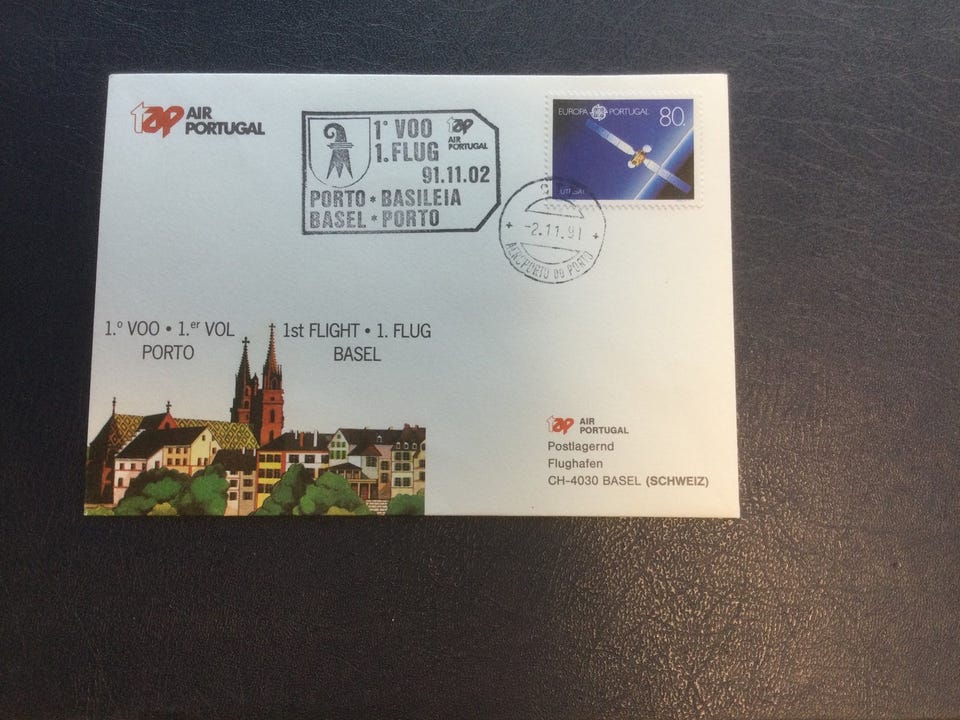 tap AIR
PORTUGAL
1° VOO
1. FLUG
tap
AIR
PORTUGAL
91.11.02
PORTO * BASILEIA
BASEL * PORTO
EUROPA PORTUGAL 80.
-2.11.91
AEROPORTO DO PORTO
1.º VOO • 1.er VOL
PORTO
1st FLIGHT • 1. FLUG
BASEL
tap AIR
PORTUGAL
Postlagernd
Flughafen
CH-4030 BASEL (SCHWEIZ)